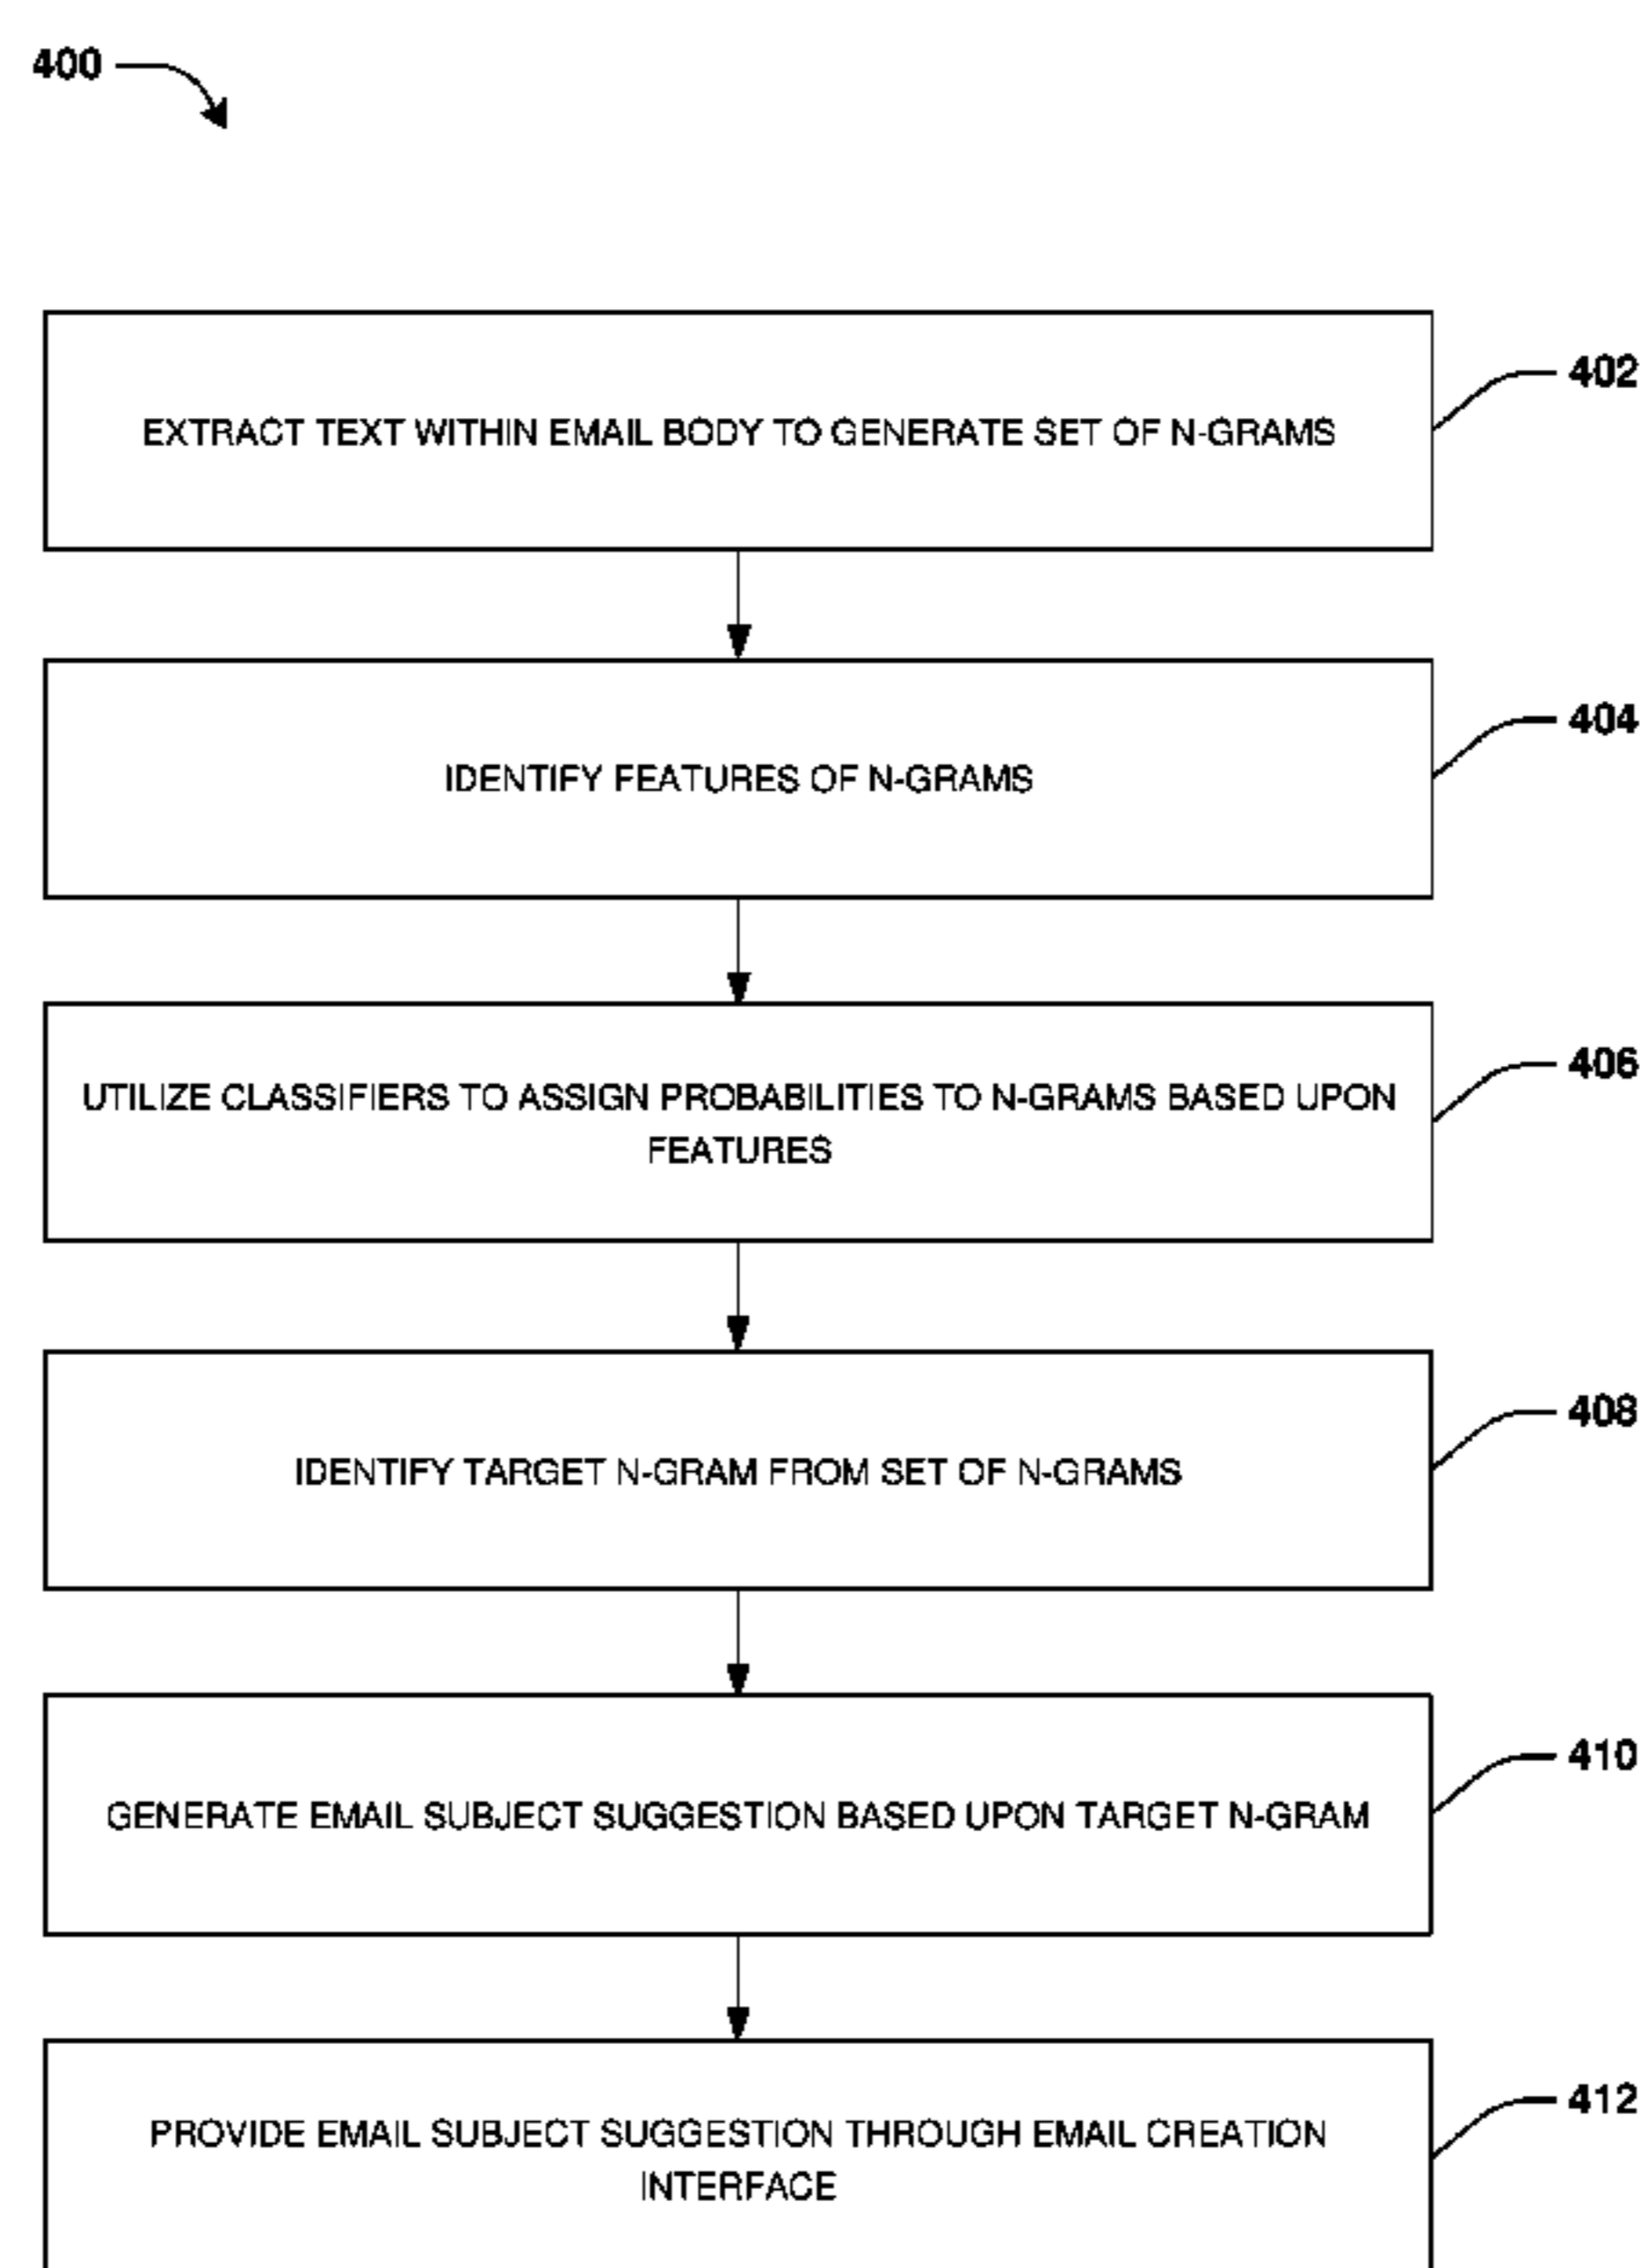 400
EXTRACT TEXT WITHIN EMAIL BODY TO GENERATE SET OF N-GRAMS
402
IDENTIFY FEATURES OF N-GRAMS
404
UTILIZE CLASSIFIERS TO ASSIGN PROBABILITIES TO N-GRAMS BASED UPON
FEATURES
406
IDENTIFY TARGET N-GRAM FROM SET OF N-GRAMS
408
GENERATE EMAIL SUBJECT SUGGESTION BASED UPON TARGET N-GRAM
410
PROVIDE EMAIL SUBJECT SUGGESTION THROUGH EMAIL CREATION
INTERFACE
412